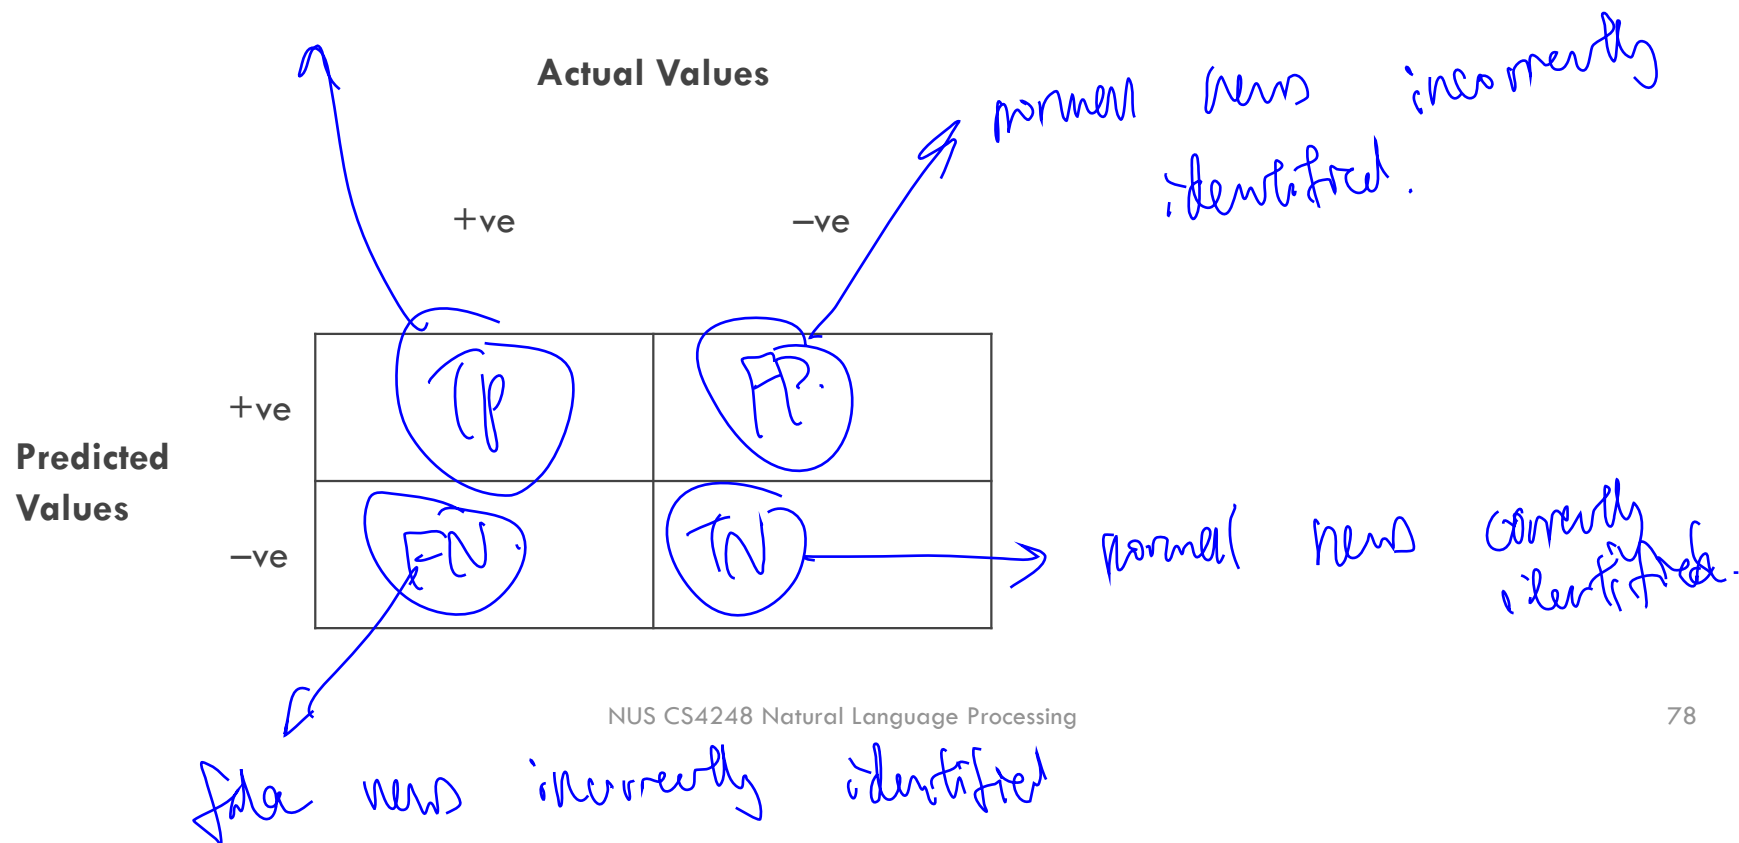 Actual Values
normal news incorrectly
identified.
+ve –ve
+ve TP FP.
Predicted
Values
–ve FN. TN
normal news correctly
identified.
NUS CS4248 Natural Language Processing 78
fake news incorrectly identified